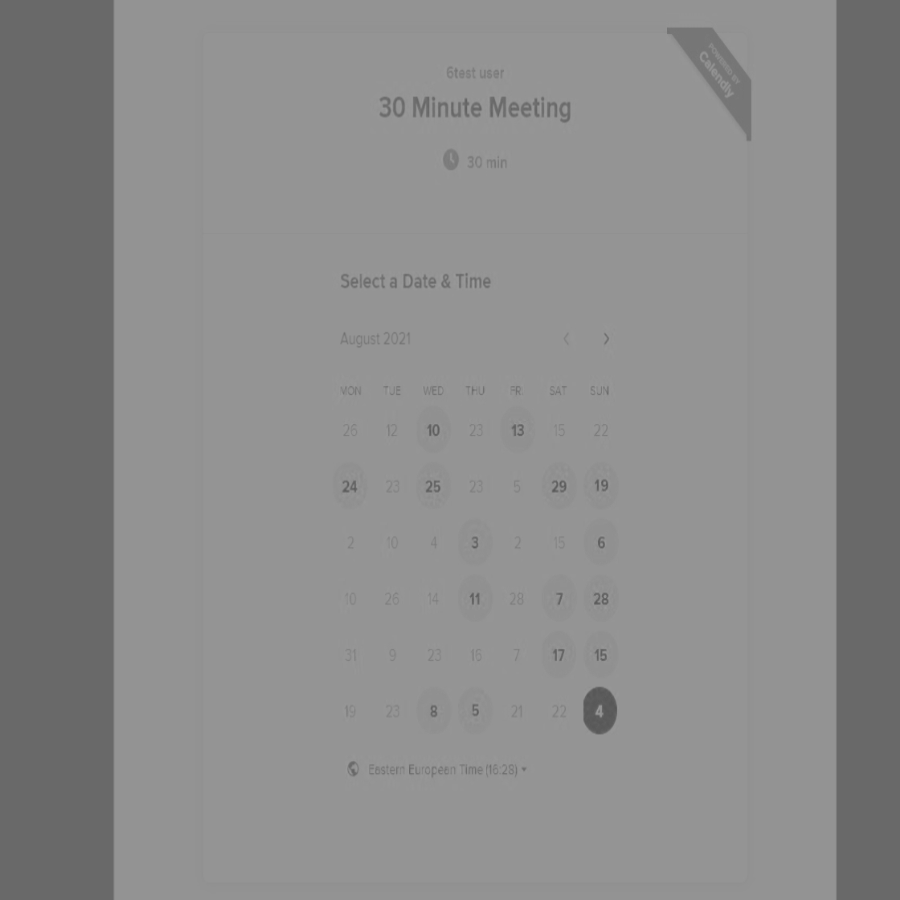 POWERED BY
Calendly
6test user
30 Minute Meeting
30 min
Select a Date & Time
August 2021
MON TUE WED THU FRI SAT SUN
26 12 10 23 13 15 22
24 23 25 23 5 29 19
2 10 4 3 2 15 6
10 26 14 11 28 7 28
31 9 23 16 7 17 15
19 23 8 5 21 22 4
Eastern European Time (16:28)